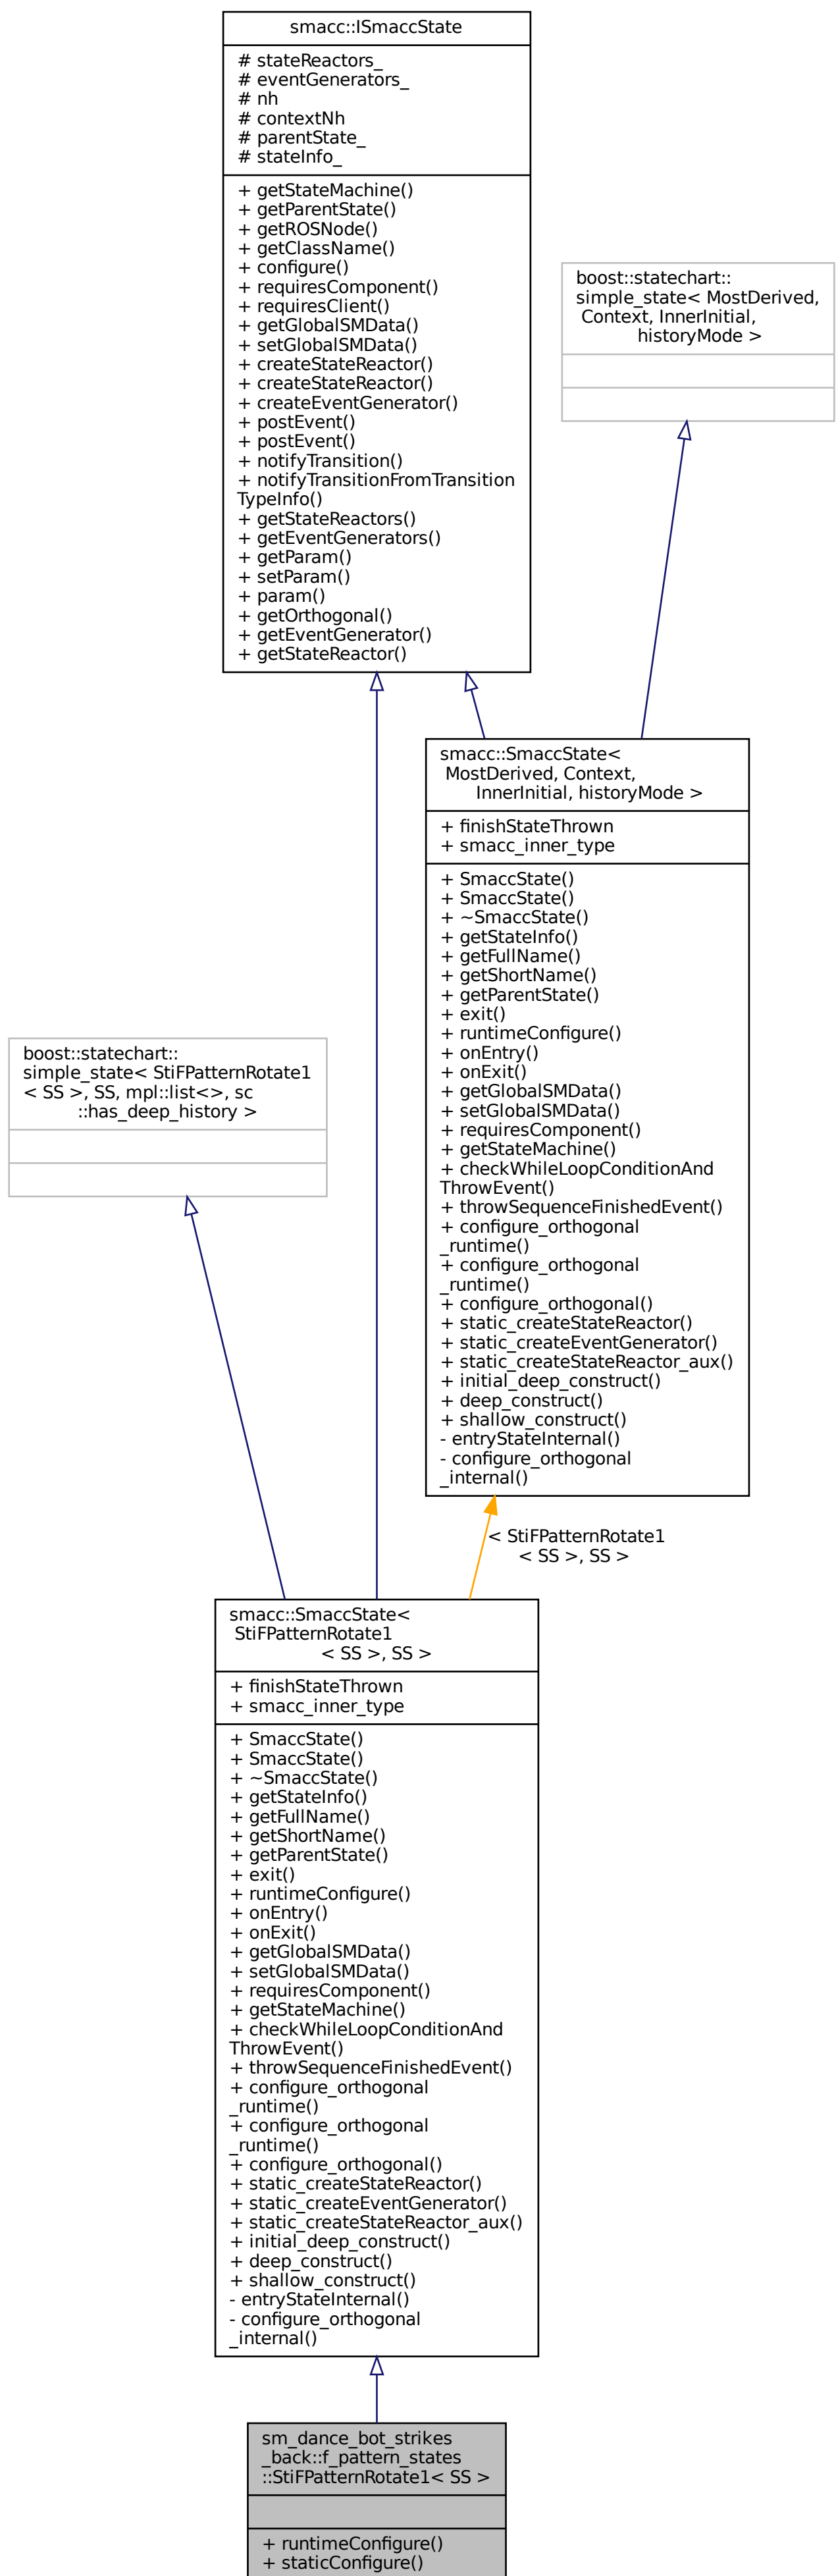 smacc::ISmaccState
# stateReactors_
# eventGenerators_
# nh
# contextNh
# parentState_
# stateInfo_
+ getStateMachine()
+ getParentState()
+ getROSNode()
+ getClassName()
+ configure()
+ requiresComponent()
+ requiresClient()
+ getGlobalSMData()
+ setGlobalSMData()
+ createStateReactor()
+ createStateReactor()
+ createEventGenerator()
+ postEvent()
+ postEvent()
+ notifyTransition()
+ notifyTransitionFromTransition
TypeInfo()
+ getStateReactors()
+ getEventGenerators()
+ getParam()
+ setParam()
+ param()
+ getOrthogonal()
+ getEventGenerator()
+ getStateReactor()
boost::statechart::
simple_state< MostDerived,
Context, InnerInitial,
historyMode >
smacc::SmaccState<
MostDerived, Context,
InnerInitial, historyMode >
+ finishStateThrown
+ smacc_inner_type
+ SmaccState()
+ SmaccState()
+ ~SmaccState()
+ getStateInfo()
+ getFullName()
+ getShortName()
+ getParentState()
+ exit()
+ runtimeConfigure()
+ onEntry()
+ onExit()
+ getGlobalSMData()
+ setGlobalSMData()
+ requiresComponent()
+ getStateMachine()
+ checkWhileLoopConditionAnd
ThrowEvent()
+ throwSequenceFinishedEvent()
+ configure_orthogonal
_runtime()
+ configure_orthogonal
_runtime()
+ configure_orthogonal()
+ static_createStateReactor()
+ static_createEventGenerator()
+ static_createStateReactor_aux()
+ initial_deep_construct()
+ deep_construct()
+ shallow_construct()
- entryStateInternal()
- configure_orthogonal
_internal()
boost::statechart::
simple_state< StiFPatternRotate1
< SS >, SS, mpl::list<>, sc
::has_deep_history >
< StiFPatternRotate1
< SS >, SS >
smacc::SmaccState<
StiFPatternRotate1
< SS >, SS >
+ finishStateThrown
+ smacc_inner_type
+ SmaccState()
+ SmaccState()
+ ~SmaccState()
+ getStateInfo()
+ getFullName()
+ getShortName()
+ getParentState()
+ exit()
+ runtimeConfigure()
+ onEntry()
+ onExit()
+ getGlobalSMData()
+ setGlobalSMData()
+ requiresComponent()
+ getStateMachine()
+ checkWhileLoopConditionAnd
ThrowEvent()
+ throwSequenceFinishedEvent()
+ configure_orthogonal
_runtime()
+ configure_orthogonal
_runtime()
+ configure_orthogonal()
+ static_createStateReactor()
+ static_createEventGenerator()
+ static_createStateReactor_aux()
+ initial_deep_construct()
+ deep_construct()
+ shallow_construct()
- entryStateInternal()
- configure_orthogonal
_internal()
sm_dance_bot_strikes
_back::f_pattern_states
::StiFPatternRotate1< SS >
+ runtimeConfigure()
+ staticConfigure()